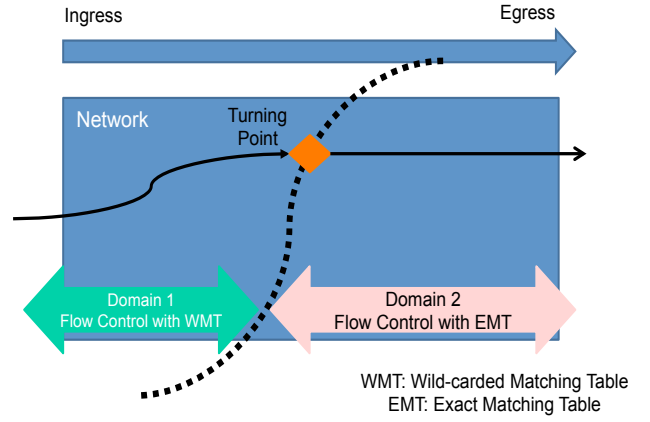 Ingress
Egress
Network
Turning
Point
Domain 1
Flow Control with WMT
Domain 2
Flow Control with EMT
WMT: Wild-carded Matching Table
EMT: Exact Matching Table